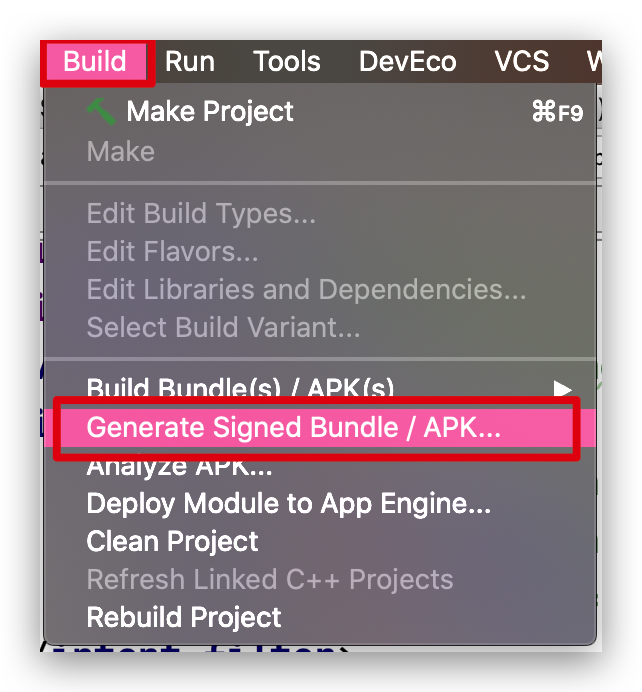 Build Run Tools DevEco VCS W
Make Project ⌘F9
Make
Edit Build Types...
Edit Flavors...
Edit Libraries and Dependencies...
Select Build Variant...
Build Bundle(s) / APK(s)
Generate Signed Bundle / APK...
Analyze APK...
Deploy Module to App Engine...
Clean Project
Refresh Linked C++ Projects
Rebuild Project